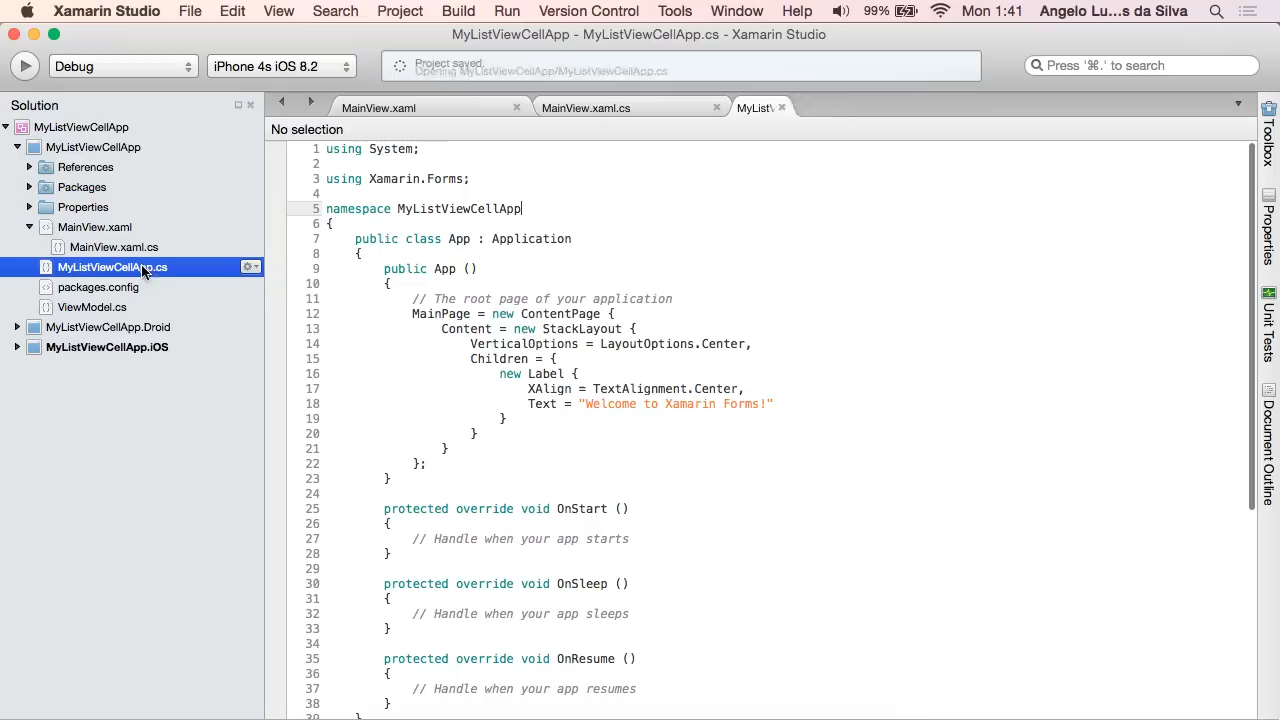 Xamarin Studio File Edit View Search Project Build Run Version Control Tools Window Help 99% Mon 1:41 Angelo Lu...s da Silva
MyListViewCellApp - MyListViewCellApp.cs - Xamarin Studio
Debug
iPhone 4s iOS 8.2
Project saved.
Opening MyListViewCellApp/MyListViewCellApp.cs
Press '⌘.' to search
Solution
MyListViewCellApp
MyListViewCellApp
References
Packages
Properties
MainView.xaml
MainView.xaml.cs
MyListViewCellApp.cs
packages.config
ViewModel.cs
MyListViewCellApp.Droid
MyListViewCellApp.iOS
MainView.xaml
MainView.xaml.cs
MyListV
No selection
1 using System;
2
3 using Xamarin.Forms;
4
5 namespace MyListViewCellApp
6 {
7 public class App : Application
8 {
9 public App ()
10 {
11 // The root page of your application
12 MainPage = new ContentPage {
13 Content = new StackLayout {
14 VerticalOptions = LayoutOptions.Center,
15 Children = {
16 new Label {
17 XAlign = TextAlignment.Center,
18 Text = "Welcome to Xamarin Forms!"
19 }
20 }
21 }
22 };
23 }
24
25 protected override void OnStart ()
26 {
27 // Handle when your app starts
28 }
29
30 protected override void OnSleep ()
31 {
32 // Handle when your app sleeps
33 }
34
35 protected override void OnResume ()
36 {
37 // Handle when your app resumes
38 }
39 }
Toolbox
Properties
Unit Tests
Document Outline